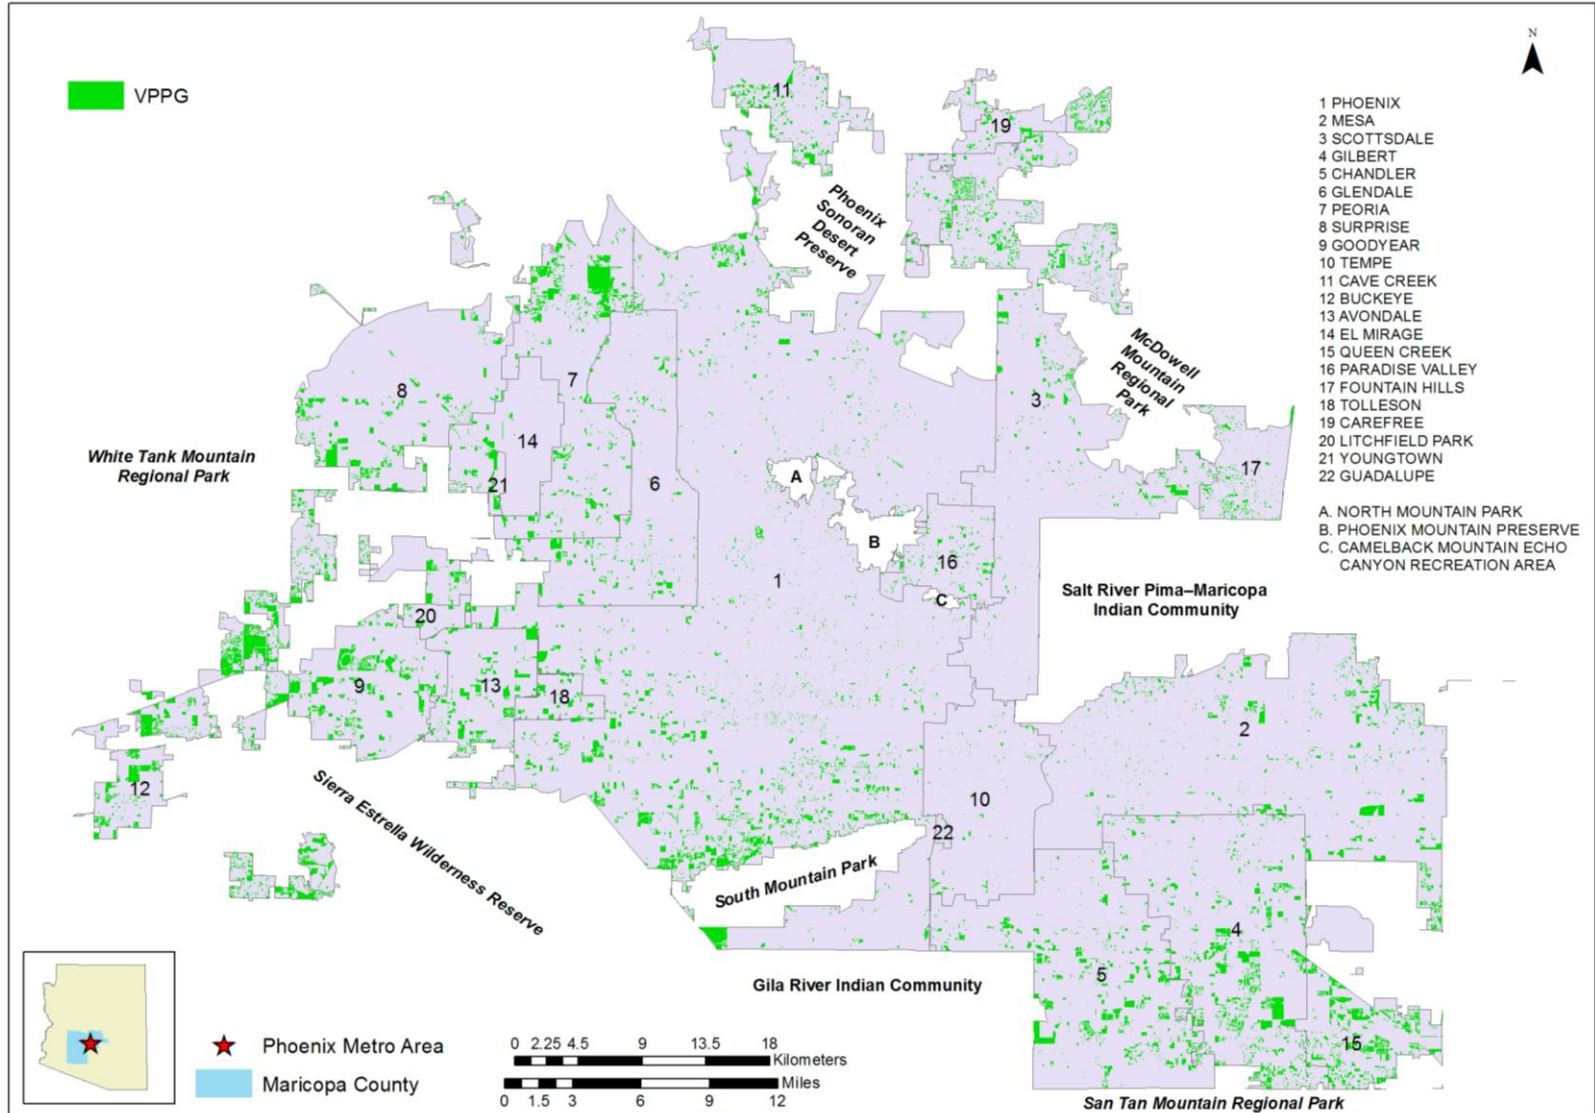 N
VPPG
11
19
1 PHOENIX
2 MESA
3 SCOTTSDALE
4 GILBERT
5 CHANDLER
6 GLENDALE
7 PEORIA
8 SURPRISE
9 GOODYEAR
10 TEMPE
11 CAVE CREEK
12 BUCKEYE
13 AVONDALE
14 EL MIRAGE
15 QUEEN CREEK
16 PARADISE VALLEY
17 FOUNTAIN HILLS
18 TOLLESON
19 CAREFREE
20 LITCHFIELD PARK
21 YOUNGTOWN
22 GUADALUPE
A. NORTH MOUNTAIN PARK
B. PHOENIX MOUNTAIN PRESERVE
C. CAMELBACK MOUNTAIN ECHO
CANYON RECREATION AREA
Phoenix
Sonoran
Desert
Preserve
McDowell
Mountain
Regional
Park
8
7
3
14
White Tank Mountain
Regional Park
21
6
A
17
B
16
1
C
Salt River Pima–Maricopa
Indian Community
20
9
13
18
2
12
10
22
Sierra Estrella Wilderness Reserve
South Mountain Park
4
5
Gila River Indian Community
15
Phoenix Metro Area
Maricopa County
0 2.25 4.5 9 13.5 18
Kilometers
Miles
0 1.5 3 6 9 12
San Tan Mountain Regional Park